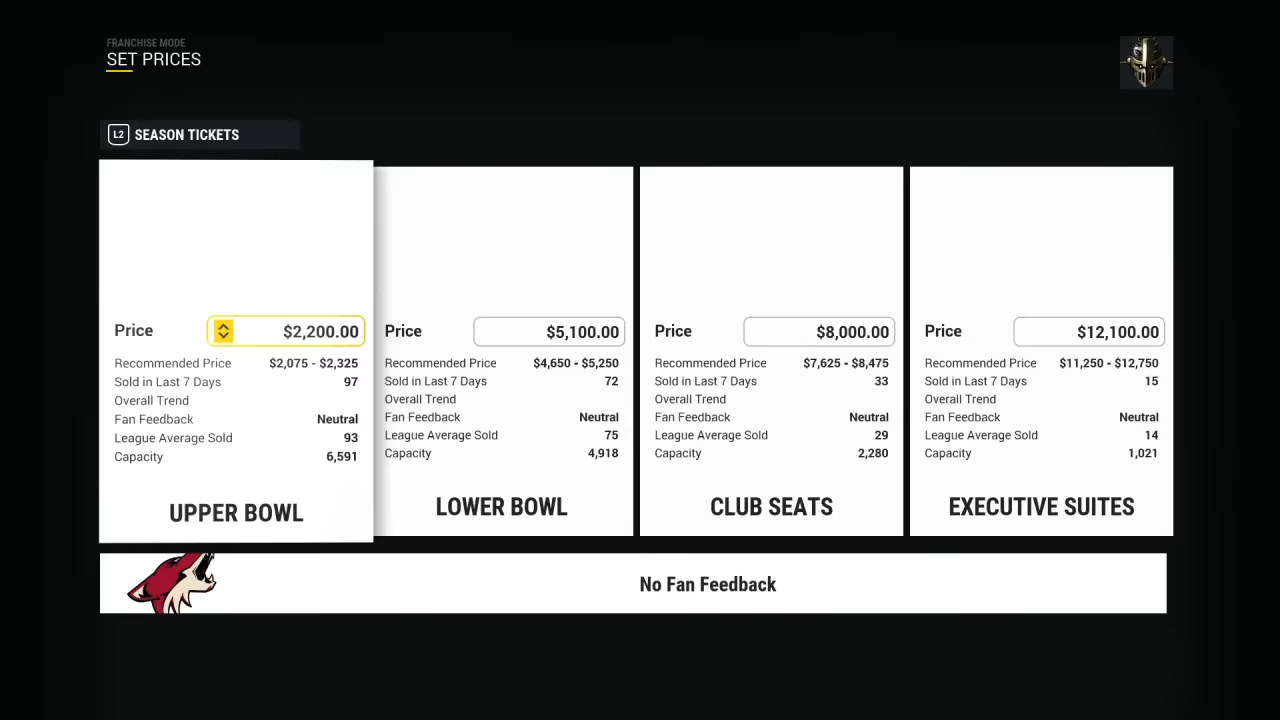 FRANCHISE MODE
SET PRICES
L2 SEASON TICKETS
Price $2,200.00
Recommended Price $2,075 - $2,325
Sold in Last 7 Days 97
Overall Trend
Fan Feedback Neutral
League Average Sold 93
Capacity 6,591
UPPER BOWL
Price $5,100.00
Recommended Price $4,650 - $5,250
Sold in Last 7 Days 72
Overall Trend
Fan Feedback Neutral
League Average Sold 75
Capacity 4,918
LOWER BOWL
Price $8,000.00
Recommended Price $7,625 - $8,475
Sold in Last 7 Days 33
Overall Trend
Fan Feedback Neutral
League Average Sold 29
Capacity 2,280
CLUB SEATS
Price $12,100.00
Recommended Price $11,250 - $12,750
Sold in Last 7 Days 15
Overall Trend
Fan Feedback Neutral
League Average Sold 14
Capacity 1,021
EXECUTIVE SUITES
No Fan Feedback